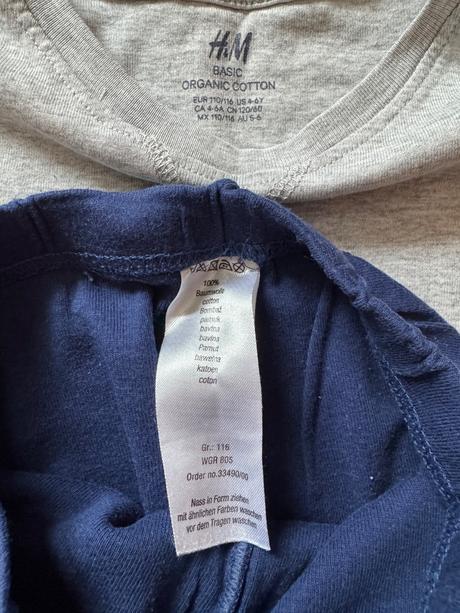 H&M
BASIC
ORGANIC COTTON
EUR 110/116 US 4-6Y
CA 4-6A CN 120/60
MX 110/116 AU 5-6
100%
Baumwolle
cotton
Bombaž
pamuk
bavlna
bavlna
Pamut
bawełna
katoen
coton
Gr.: 116
WGR 805
Order no.33490/00
Nass in Form ziehen
mit ähnlichen Farben waschen
vor dem Tragen waschen